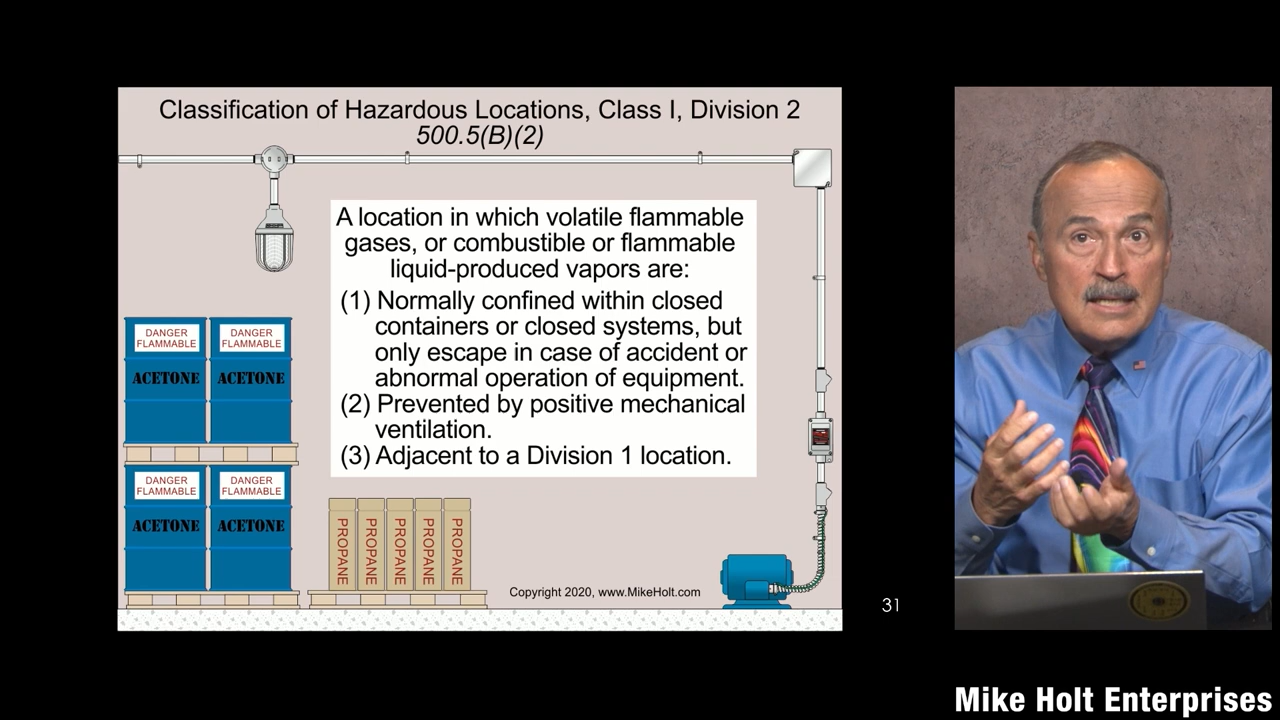 Classification of Hazardous Locations, Class I, Division 2
500.5(B)(2)
A location in which volatile flammable
gases, or combustible or flammable
liquid-produced vapors are:
(1) Normally confined within closed
containers or closed systems, but
only escape in case of accident or
abnormal operation of equipment.
(2) Prevented by positive mechanical
ventilation.
(3) Adjacent to a Division 1 location.
DANGER
FLAMMABLE
ACETONE
DANGER
FLAMMABLE
ACETONE
DANGER
FLAMMABLE
ACETONE
DANGER
FLAMMABLE
ACETONE
PROPANE
PROPANE
PROPANE
PROPANE
PROPANE
Copyright 2020, www.MikeHolt.com
31
Mike Holt Enterprises